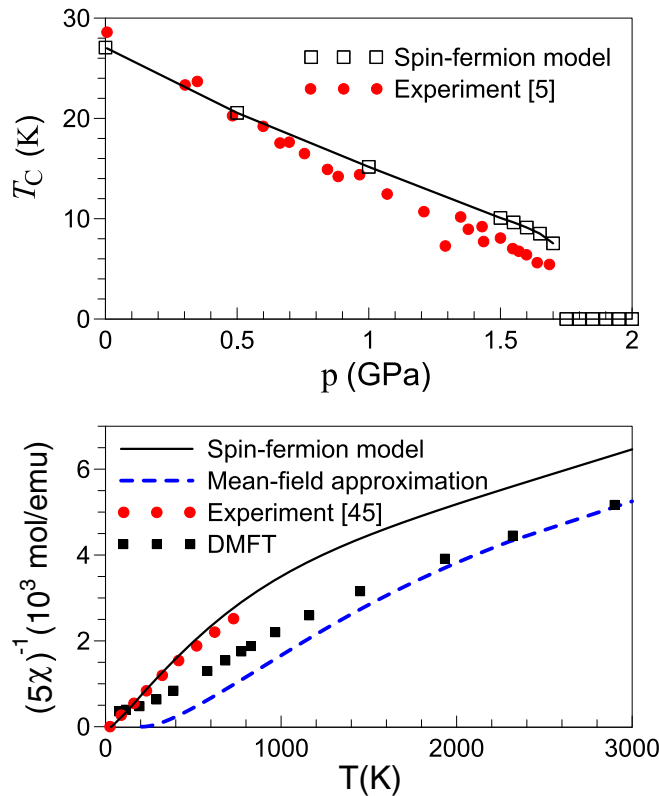 30
20
10
0
T_C (K)
Spin-fermion model
Experiment [5]
0 0.5 1 1.5 2
p (GPa)
6
4
2
0
(5χ)⁻¹ (10³ mol/emu)
Spin-fermion model
Mean-field approximation
Experiment [45]
DMFT
0 1000 2000 3000
T(K)